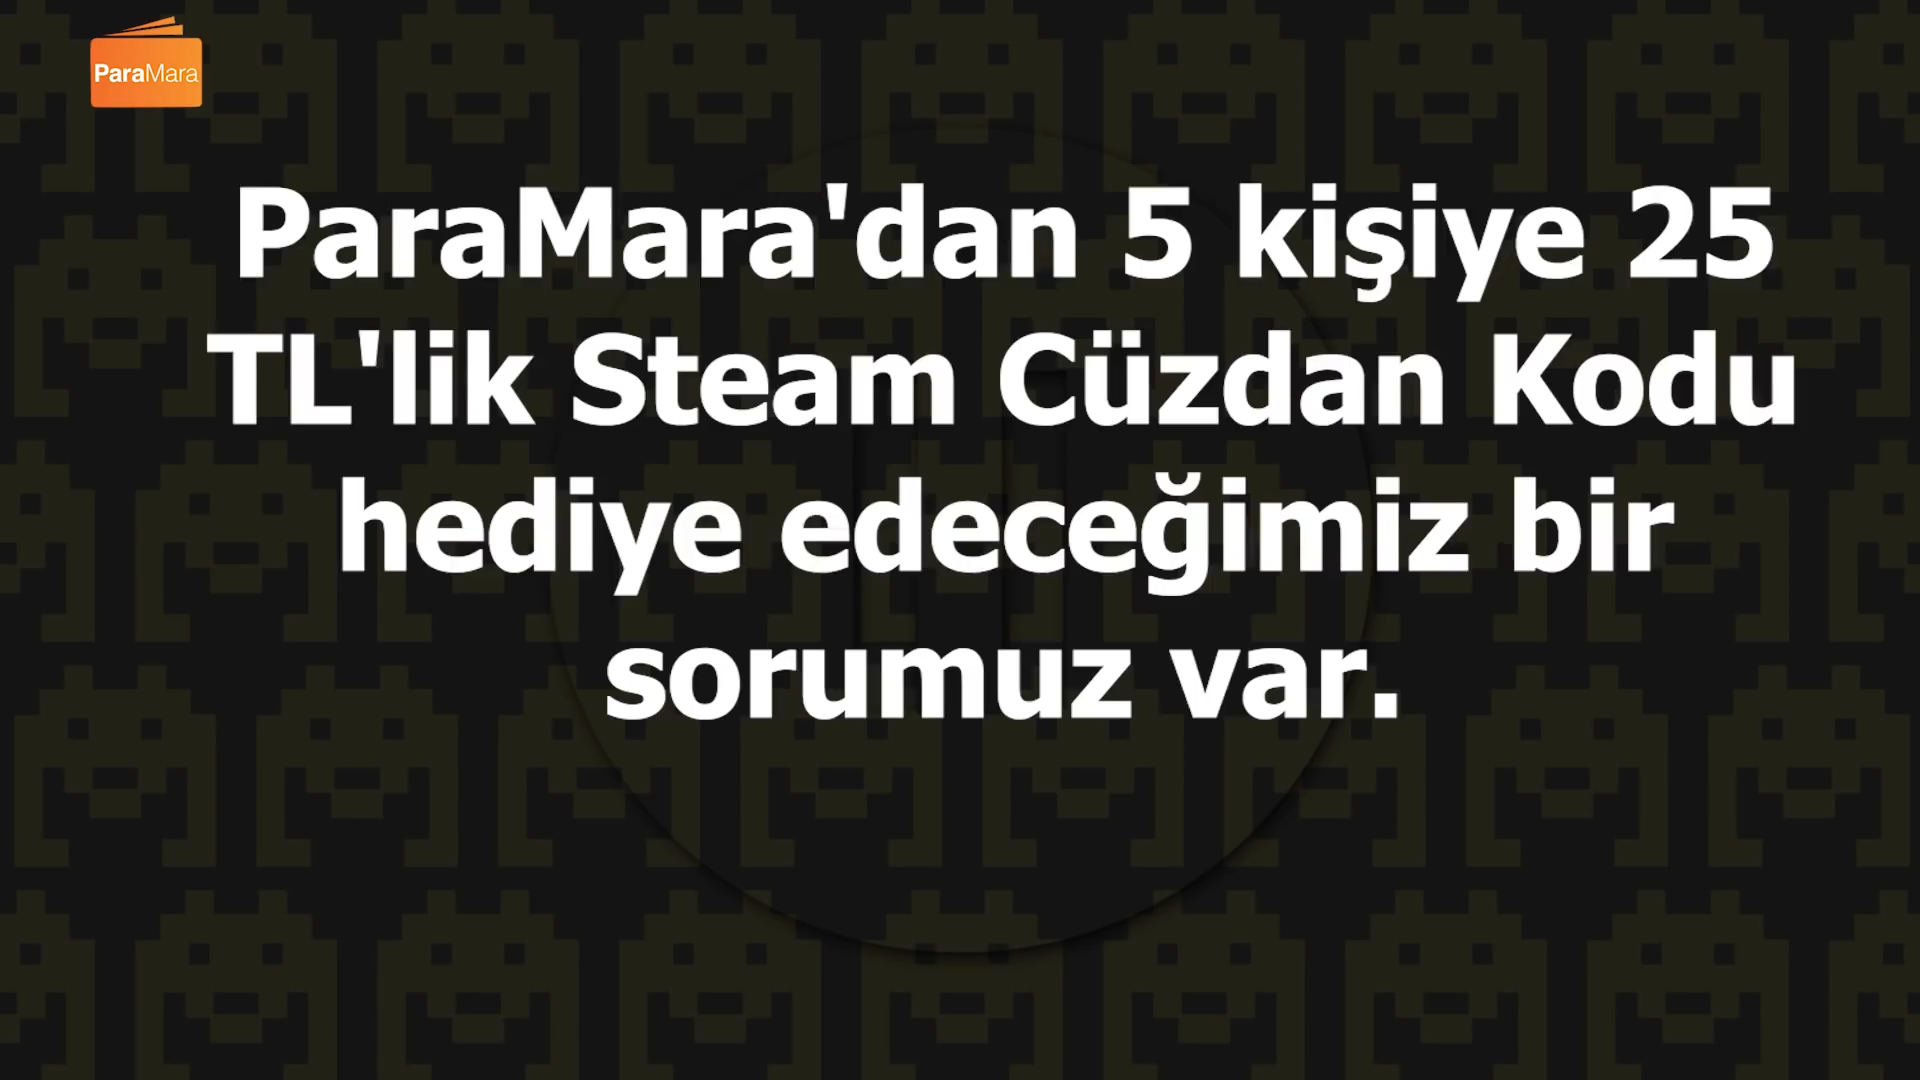 ParaMara
ParaMara'dan 5 kişiye 25
TL'lik Steam Cüzdan Kodu
hediye edeceğimiz bir
sorumuz var.